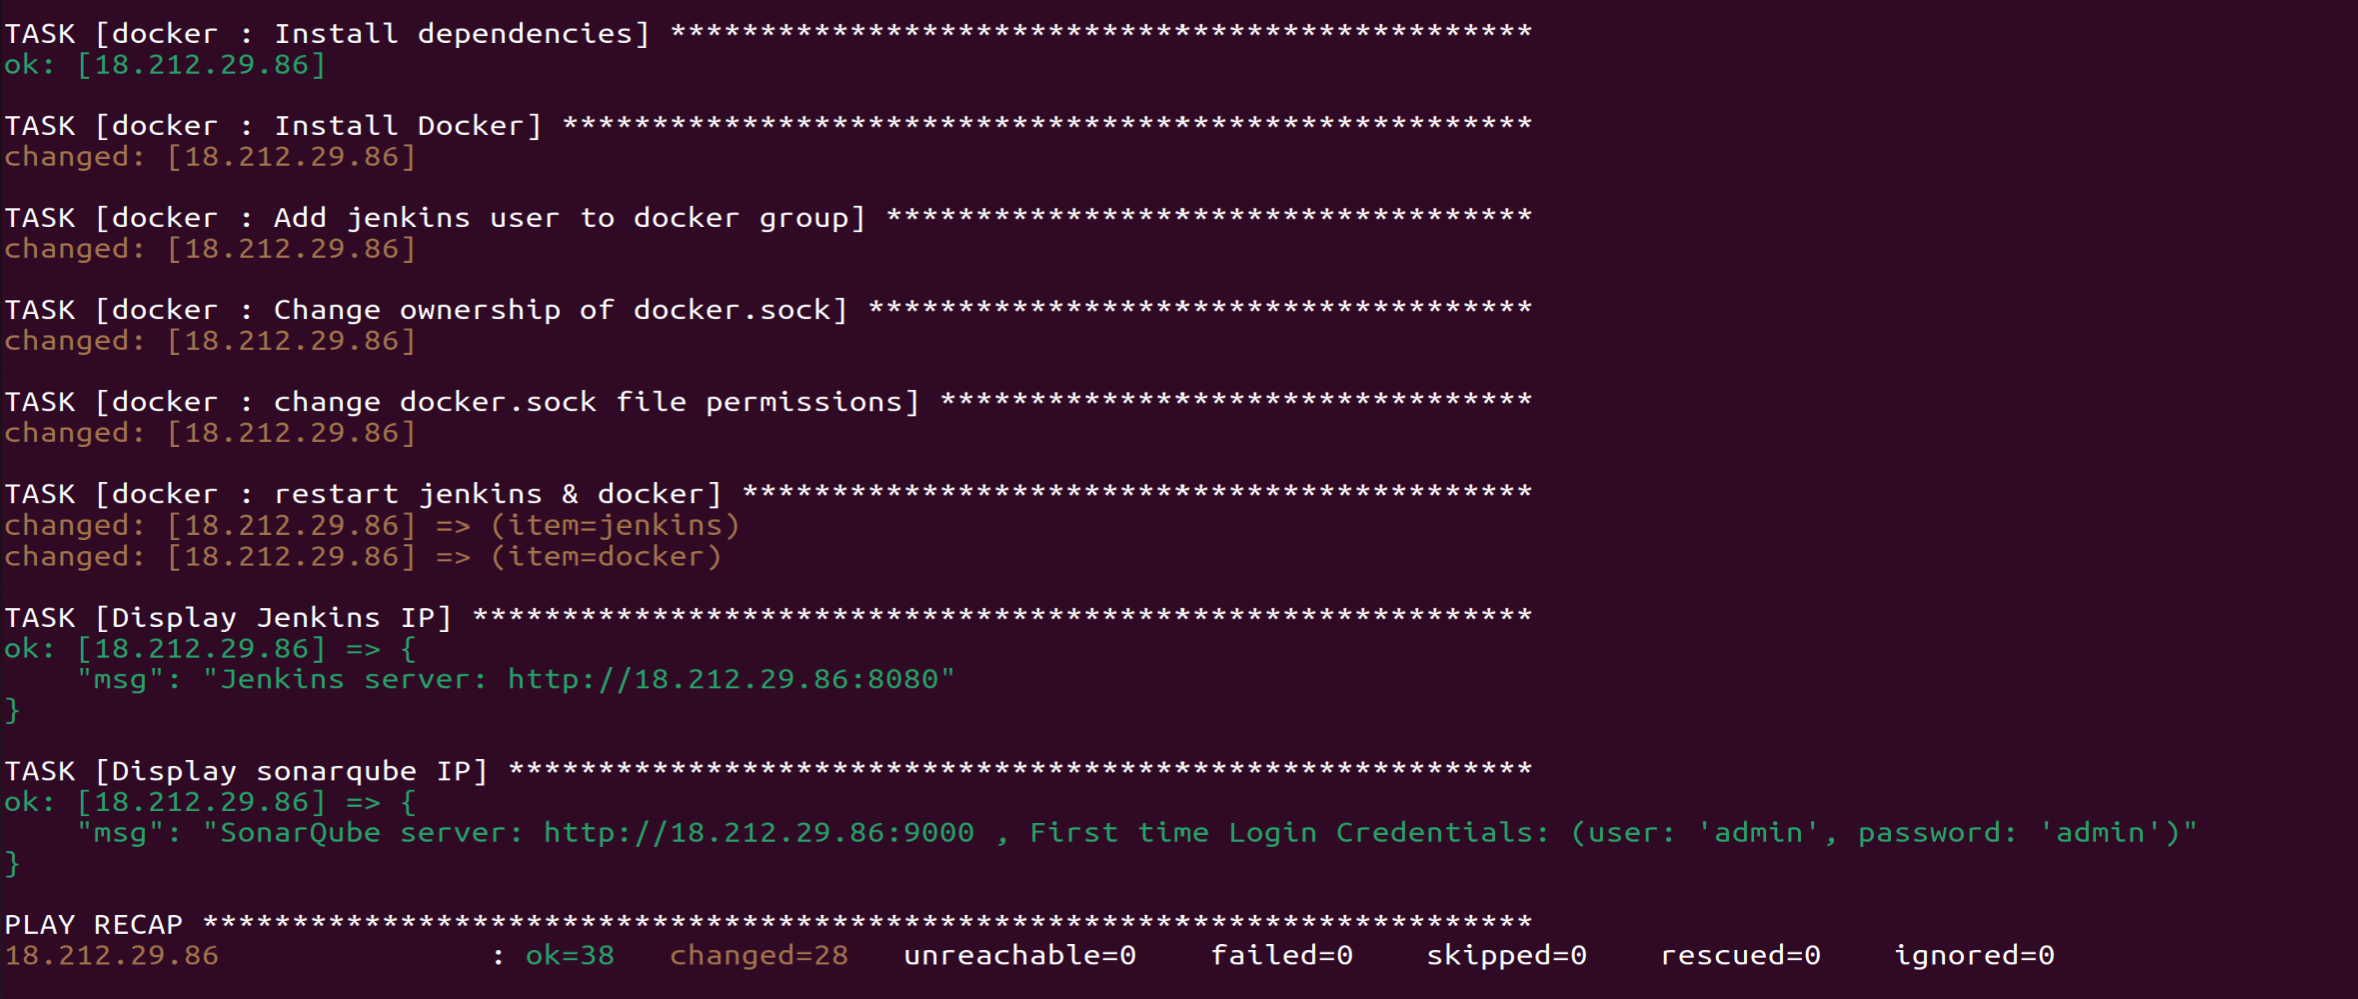 TASK [docker : Install dependencies] ************************************************
ok: [18.212.29.86]
TASK [docker : Install Docker] ******************************************************
changed: [18.212.29.86]
TASK [docker : Add jenkins user to docker group] ************************************
changed: [18.212.29.86]
TASK [docker : Change ownership of docker.sock] *************************************
changed: [18.212.29.86]
TASK [docker : change docker.sock file permissions] *********************************
changed: [18.212.29.86]
TASK [docker : restart jenkins & docker] ********************************************
changed: [18.212.29.86] => (item=jenkins)
changed: [18.212.29.86] => (item=docker)
TASK [Display Jenkins IP] ***********************************************************
ok: [18.212.29.86] => {
    "msg": "Jenkins server: http://18.212.29.86:8080"
}
TASK [Display sonarqube IP] *********************************************************
ok: [18.212.29.86] => {
    "msg": "SonarQube server: http://18.212.29.86:9000 , First time Login Credentials: (user: 'admin', password: 'admin')"
}
PLAY RECAP **************************************************************************
18.212.29.86               : ok=38   changed=28   unreachable=0    failed=0    skipped=0    rescued=0    ignored=0